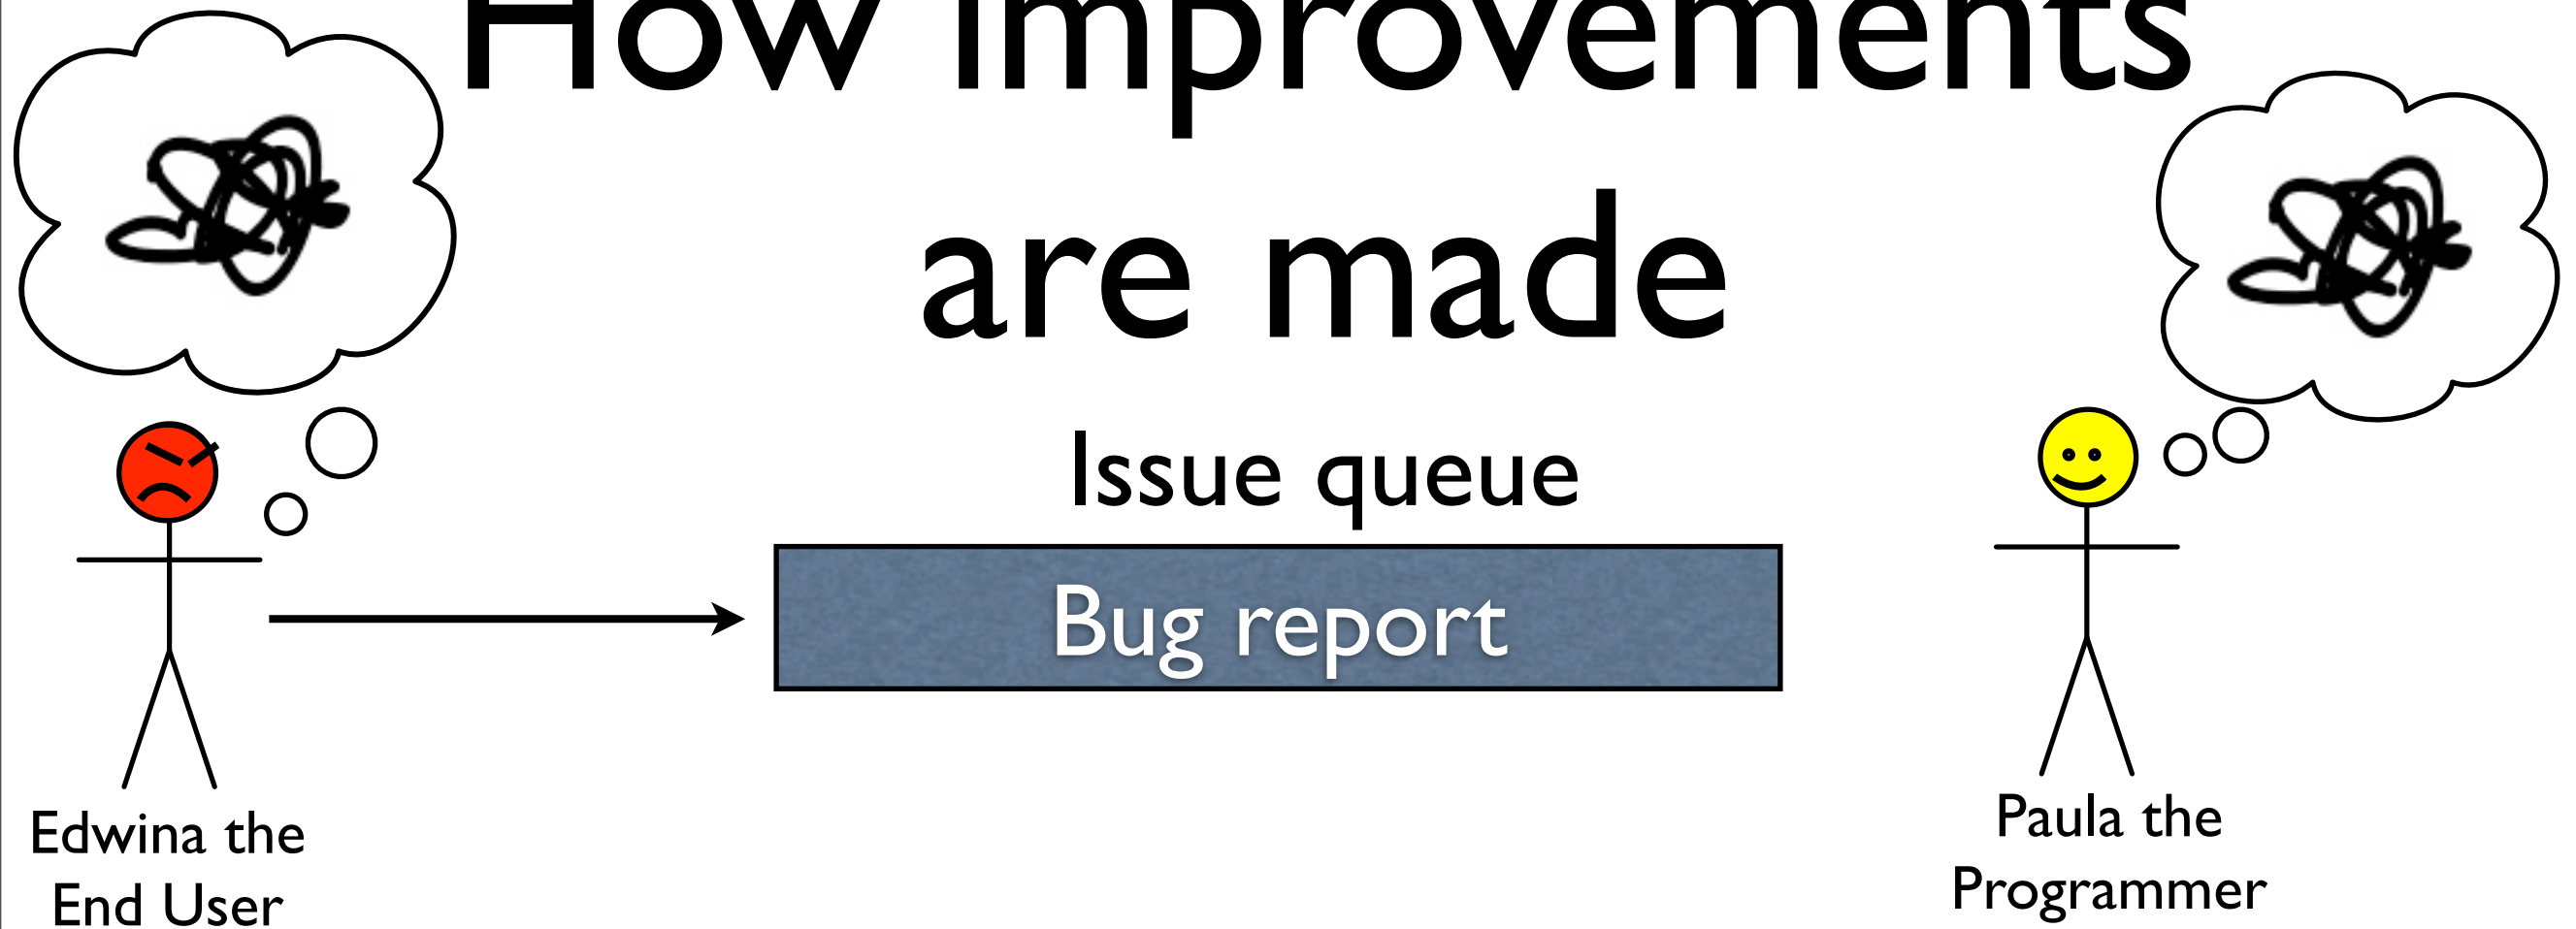 How improvements
are made
Issue queue
Bug report
Edwina the
End User
Paula the
Programmer